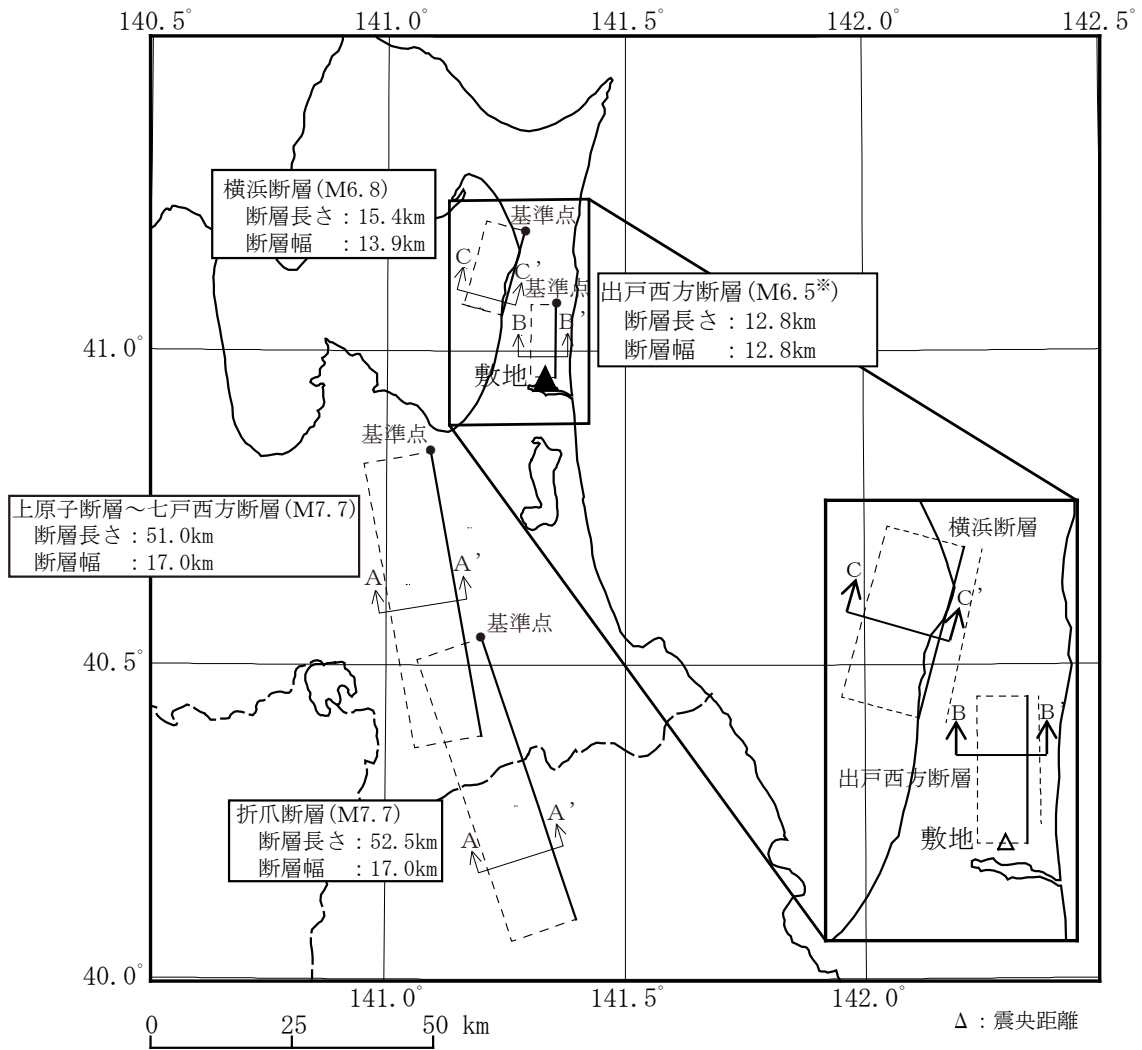 140.5° 141.0° 141.5° 142.0° 142.5°
横浜断層(M6.8)
断層長さ：15.4km
断層幅　：13.9km
基準点
C C'
基準点
出戸西方断層(M6.5※)
断層長さ：12.8km
断層幅　：12.8km
B B'
41.0°
敷地
基準点
上原子断層～七戸西方断層(M7.7)
断層長さ：51.0km
断層幅　：17.0km
A A'
基準点
40.5°
横浜断層
C C'
B B'
出戸西方断層
敷地
折爪断層(M7.7)
断層長さ：52.5km
断層幅　：17.0km
A A'
40.0°
141.0° 141.5° 142.0°
0 25 50 km
Δ：震央距離